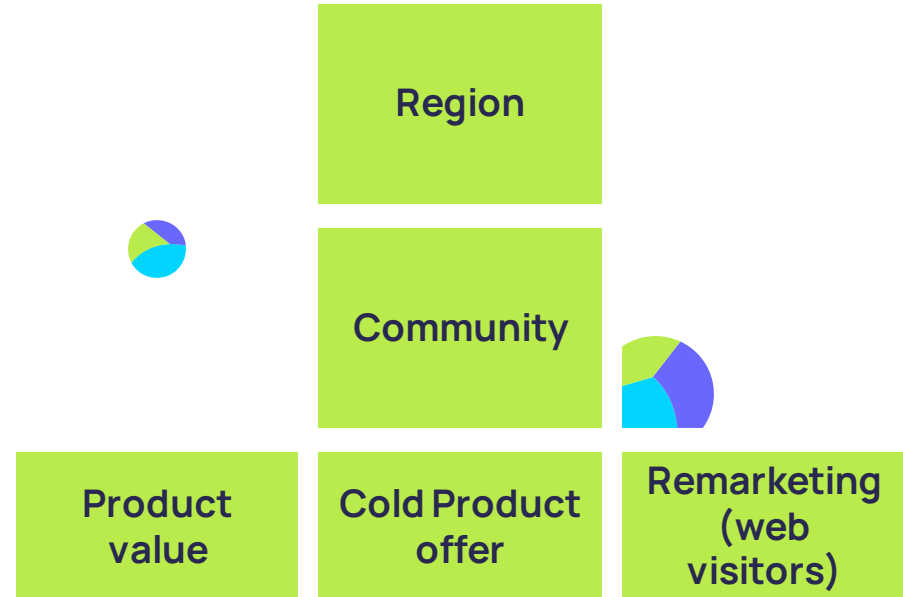 Region
Community
Product
value
Cold Product
offer
Remarketing
(web
visitors)